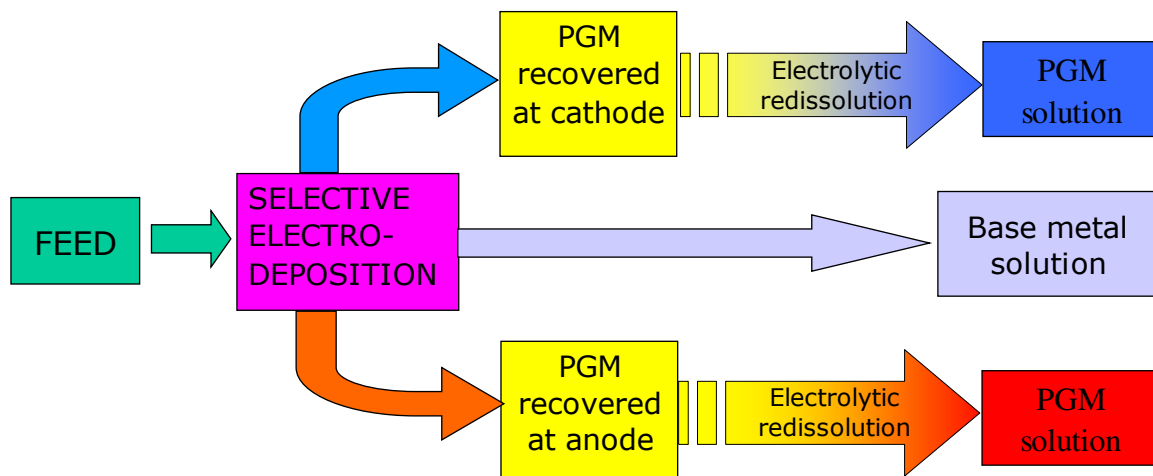 FEED
SELECTIVE
ELECTRO-
DEPOSITION
PGM
recovered
at cathode
Electrolytic
redissolution
PGM
solution
Base metal
solution
PGM
recovered
at anode
Electrolytic
redissolution
PGM
solution